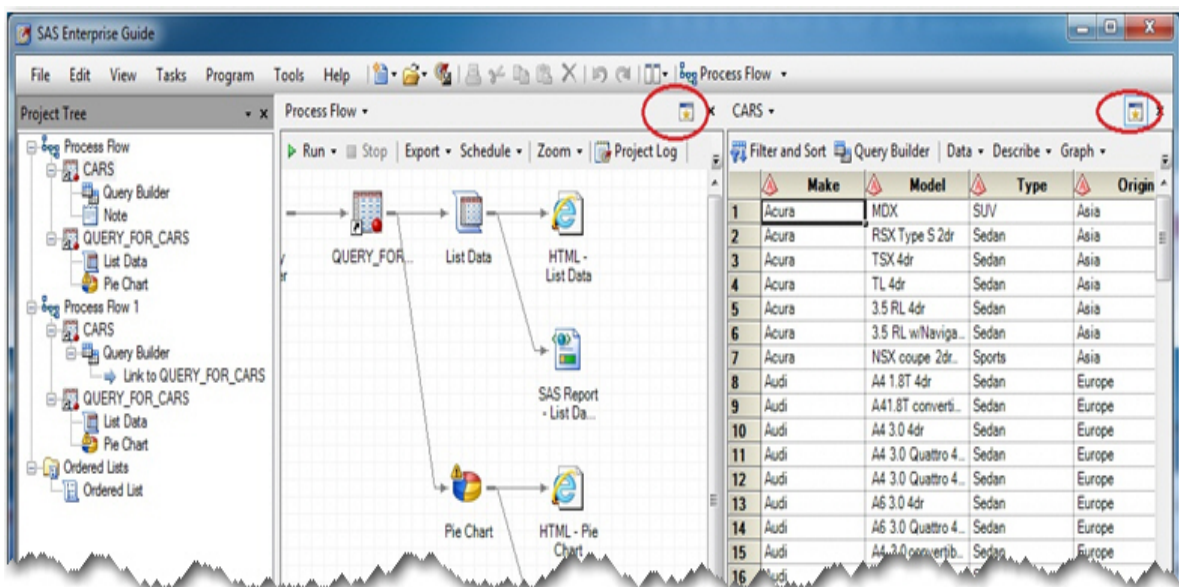 SAS Enterprise Guide
File Edit View Tasks Program Tools Help Process Flow
Project Tree
Process Flow
CARS
Query Builder
Note
QUERY_FOR_CARS
List Data
Pie Chart
Process Flow 1
CARS
Query Builder
Link to QUERY_FOR_CARS
QUERY_FOR_CARS
List Data
Pie Chart
Ordered Lists
Ordered List
Process Flow
Run Stop Export Schedule Zoom Project Log
QUERY_FOR...
List Data
HTML -
List Data
SAS Report
- List Da...
Pie Chart
HTML - Pie
Chart
CARS
Filter and Sort Query Builder Data Describe Graph
Make Model Type Origin
1 Acura MDX SUV Asia
2 Acura RSX Type S 2dr Sedan Asia
3 Acura TSX 4dr Sedan Asia
4 Acura TL 4dr Sedan Asia
5 Acura 3.5 RL 4dr Sedan Asia
6 Acura 3.5 RL w/Naviga... Sedan Asia
7 Acura NSX coupe 2dr... Sports Asia
8 Audi A4 1.8T 4dr Sedan Europe
9 Audi A41.8T converti... Sedan Europe
10 Audi A4 3.0 4dr Sedan Europe
11 Audi A4 3.0 Quattro 4... Sedan Europe
12 Audi A4 3.0 Quattro 4... Sedan Europe
13 Audi A6 3.0 4dr Sedan Europe
14 Audi A6 3.0 Quattro 4... Sedan Europe
15 Audi A4 3.0 convertib... Sedan Europe
16 Audi